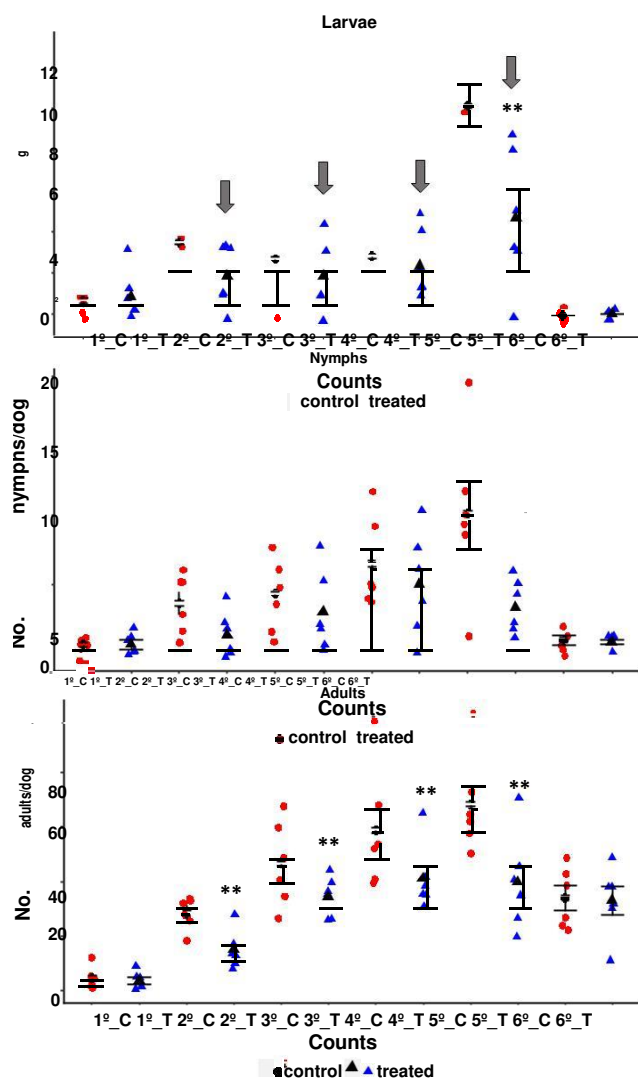 Larvae
12
10
**
g
8
6
4
2
0
1º_C 1º_T 2º_C 2º_T 3º_C 3º_T 4º_C 4º_T 5º_C 5º_T 6º_C 6º_T
Nymphs
Counts
control treated
20
nympns/dog
15
10
No.
5
0
1º_C 1º_T 2º_C 2º_T 3º_C 3º_T 4º_C 4º_T 5º_C 5º_T 6º_C 6º_T
Adults
Counts
control treated
adults/dog
80
** **
60
**
40
**
No.
20
0
1º_C 1º_T 2º_C 2º_T 3º_C 3º_T 4º_C 4º_T 5º_C 5º_T 6º_C 6º_T
Counts
control treated